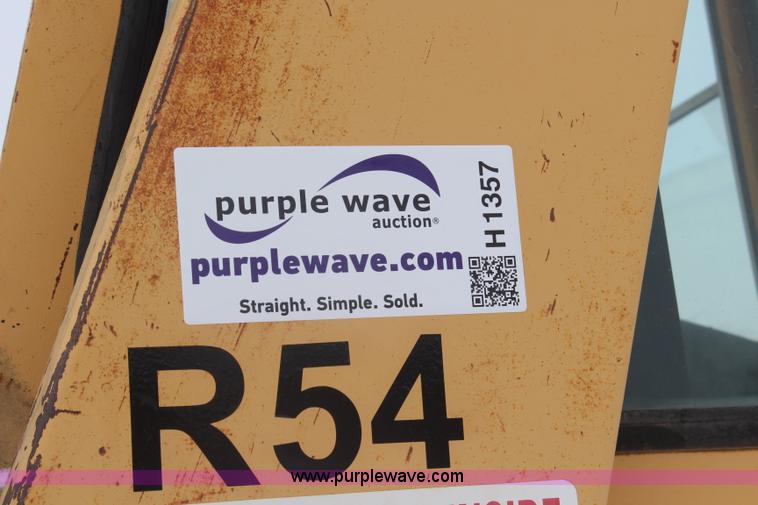 purple wave
auction®
purplewave.com
Straight. Simple. Sold.
H1357
R54
www.purplewave.com